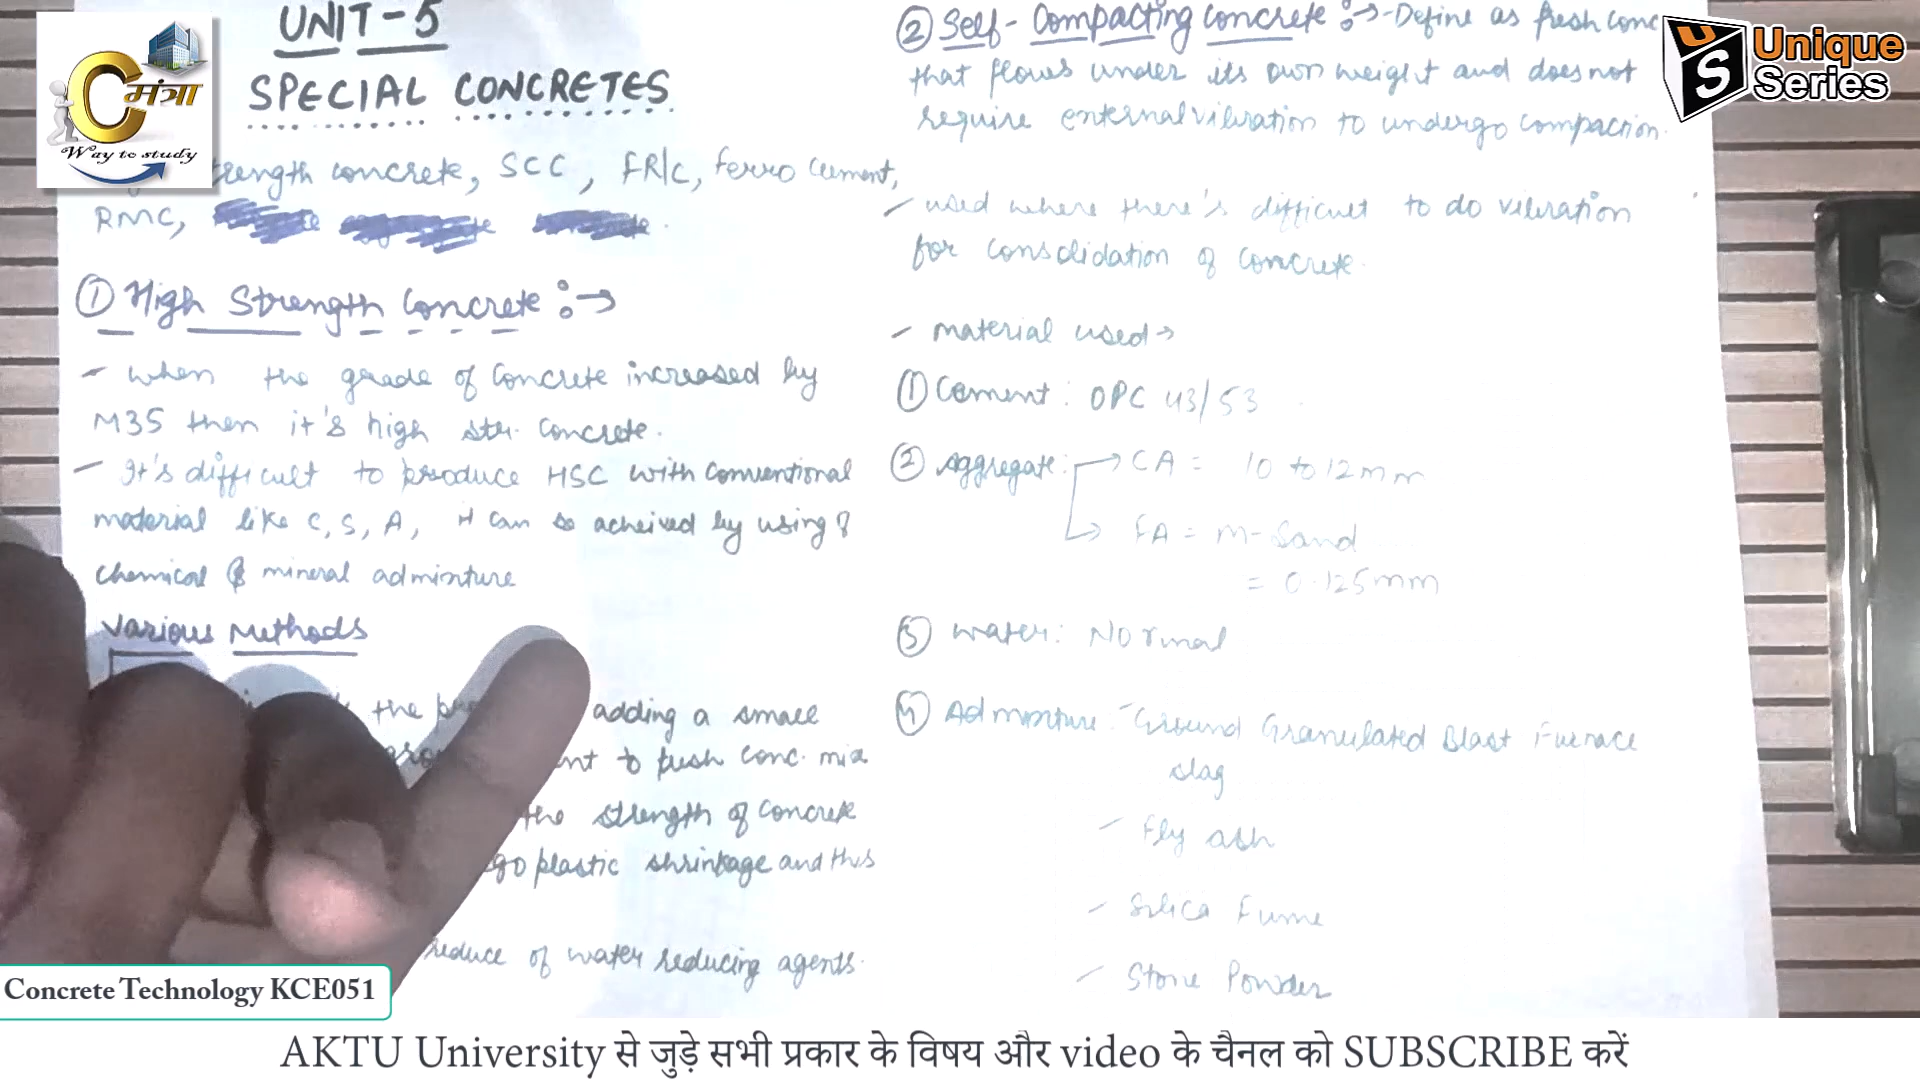 UNIT-5
SPECIAL CONCRETES
C मंत्रा
Way to study
strength concrete, SCC, FR/C, ferro cement,
RMC,
① High Strength Concrete :→
- when the grade of concrete increased by
M35 then it's high str. concrete.
- It's difficult to produce HSC with conventional
material like C, S, A, it can be acheived by using
chemical & mineral admixture
Various Methods
the adding a small
to fresh conc. mix
the strength of concrete
go plastic shrinkage and this
reduce of water reducing agents.
② Self-Compacting Concrete :→ Define as fresh conc
that flows under its own weight and does not
require external vibration to undergo compaction.
- used where there's difficult to do vibration
for consolidation of concrete.
- material used →
① Cement: OPC 43/53
② Aggregate: → CA = 10 to 12mm
→ FA = M-Sand
= 0.125mm
③ Water: Normal
④ Admixture: - Ground Granulated Blast Furnace
slag
- Fly ash
- Silica Fume
- Stone Powder
US Unique
Series
Concrete Technology KCE051
AKTU University से जुड़े सभी प्रकार के विषय और video के चैनल को SUBSCRIBE करें